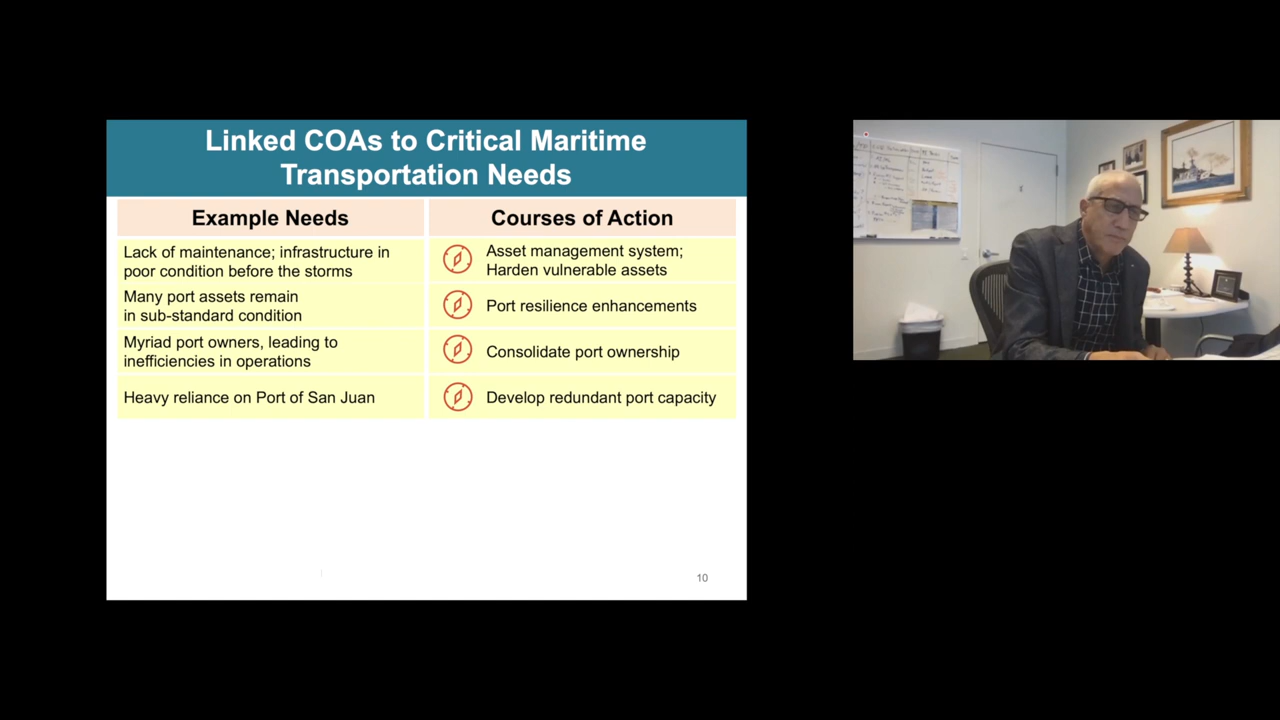 Linked COAs to Critical Maritime
Transportation Needs
Example Needs
Courses of Action
Lack of maintenance; infrastructure in
poor condition before the storms
Asset management system;
Harden vulnerable assets
Many port assets remain
in sub-standard condition
Port resilience enhancements
Myriad port owners, leading to
inefficiencies in operations
Consolidate port ownership
Heavy reliance on Port of San Juan
Develop redundant port capacity
10